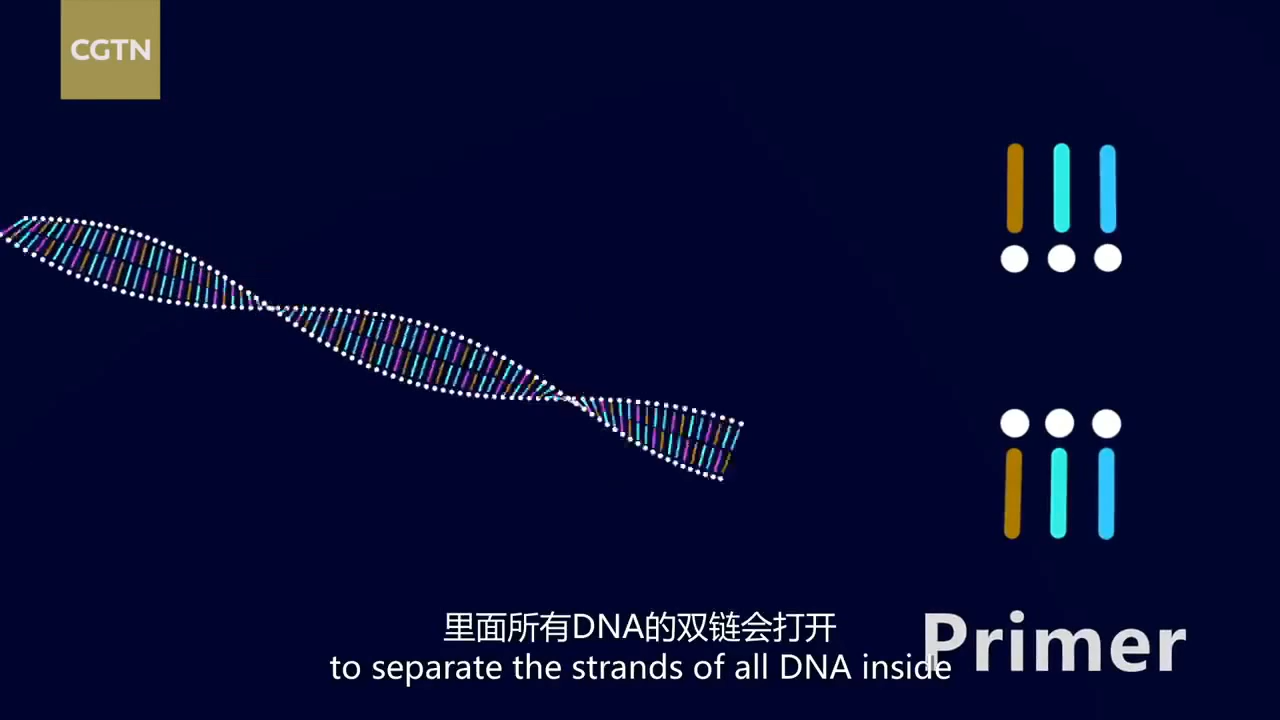 CGTN
里面所有DNA的双链会打开
to separate the strands of all DNA inside
Primer